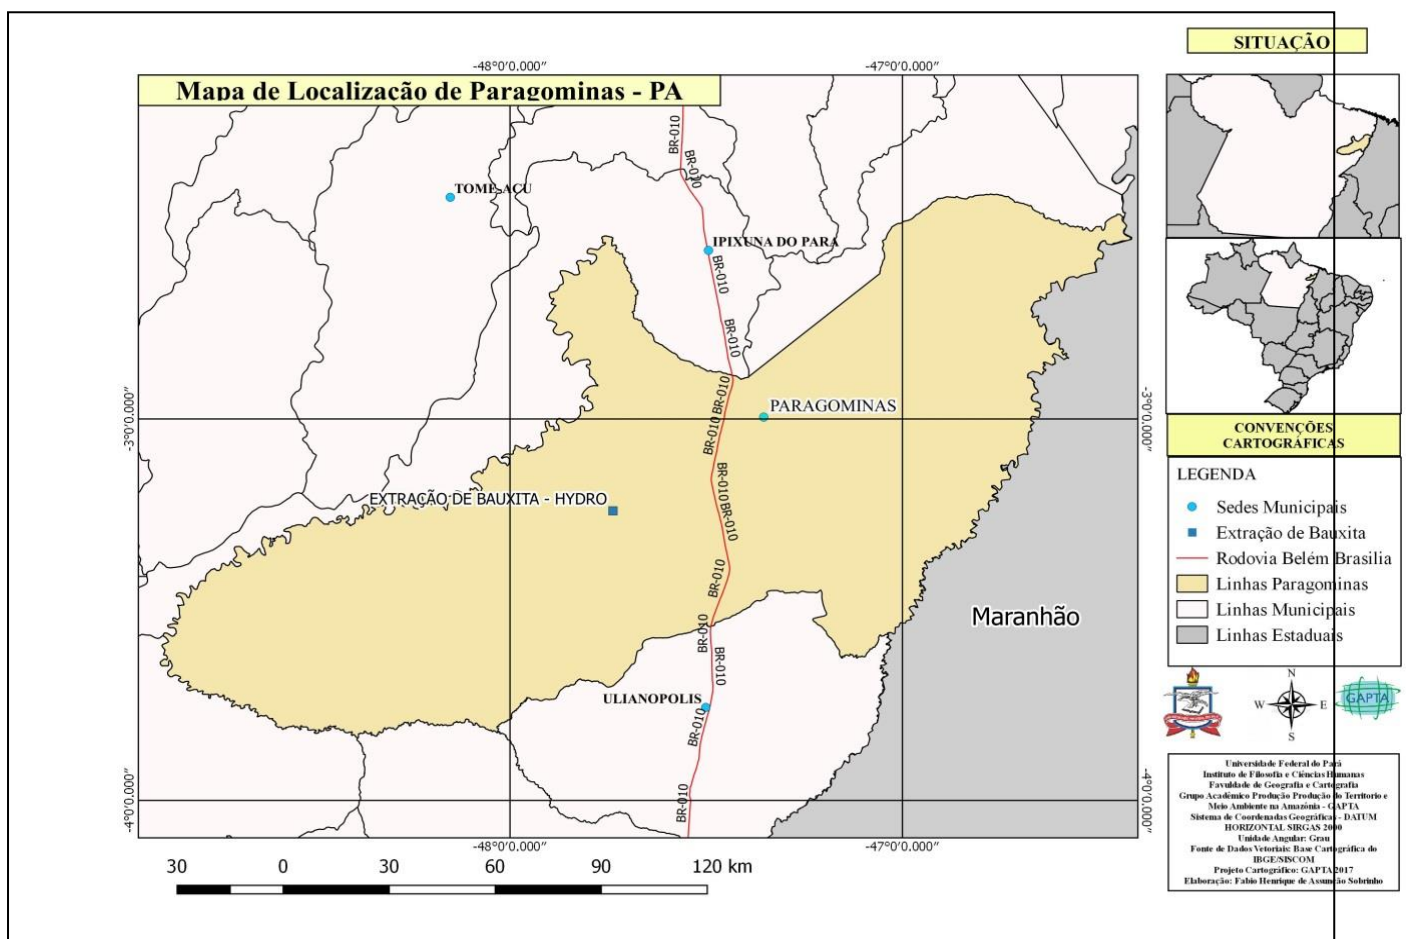 SITUAÇÃO
-48°0'0.000"
-47°0'0.000"
Mapa de Localização de Paragominas - PA
BR-010
BR-010
TOME-AÇU
IPIXUNA DO PARÁ
BR-010
BR-010
-3°0'0.000"
-3°0'0.000"
BR-010
PARAGOMINAS
BR-010
EXTRAÇÃO DE BAUXITA - HYDRO
BR-010
BR-010
BR-010
BR-010
Maranhão
BR-010
ULIANOPOLIS
BR-010
BR-010
-4°0'0.000"
-4°0'0.000"
-48°0'0.000"
-47°0'0.000"
30 0 30 60 90 120 km
CONVENÇÕES
CARTOGRÁFICAS
LEGENDA
Sedes Municipais
Extração de Bauxita
Rodovia Belém Brasilia
Linhas Paragominas
Linhas Municipais
Linhas Estaduais
N
W E
S
GAPTA
Universidade Federal do Pará
Instituto de Filosofia e Ciências Humanas
Faculdade de Geografia e Cartografia
Grupo Acadêmico Produção Produção do Territorio e
Meio Ambiente na Amazônia - GAPTA
Sistema de Coordenadas Geográficas - DATUM
HORIZONTAL SIRGAS 2000
Unidade Angular: Grau
Fonte de Dados Vetoriais: Base Cartográfica do
IBGE/SISCOM
Projeto Cartográfico: GAPTA 2017
Elaboração: Fabio Henrique de Assunção Sobrinho